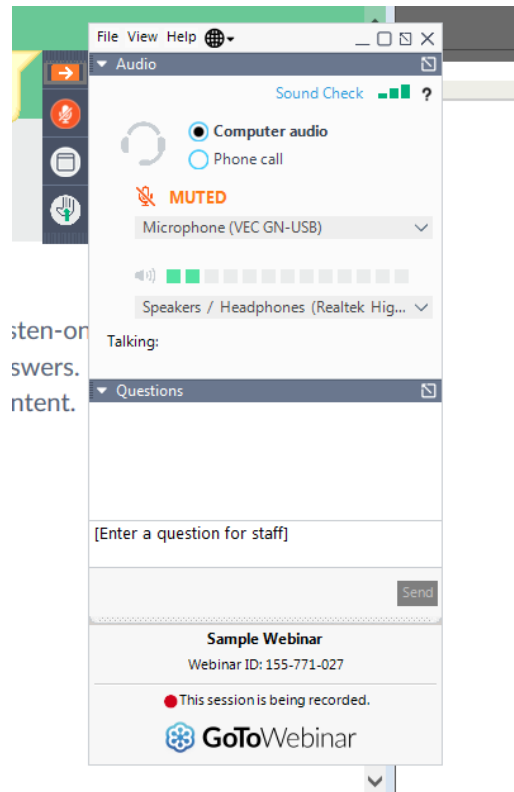 File View Help
Audio
Sound Check ?
Computer audio
Phone call
MUTED
Microphone (VEC GN-USB)
Speakers / Headphones (Realtek Hig...
Talking:
sten-on
swers.
ntent.
Questions
[Enter a question for staff]
Send
Sample Webinar
Webinar ID: 155-771-027
This session is being recorded.
GoToWebinar